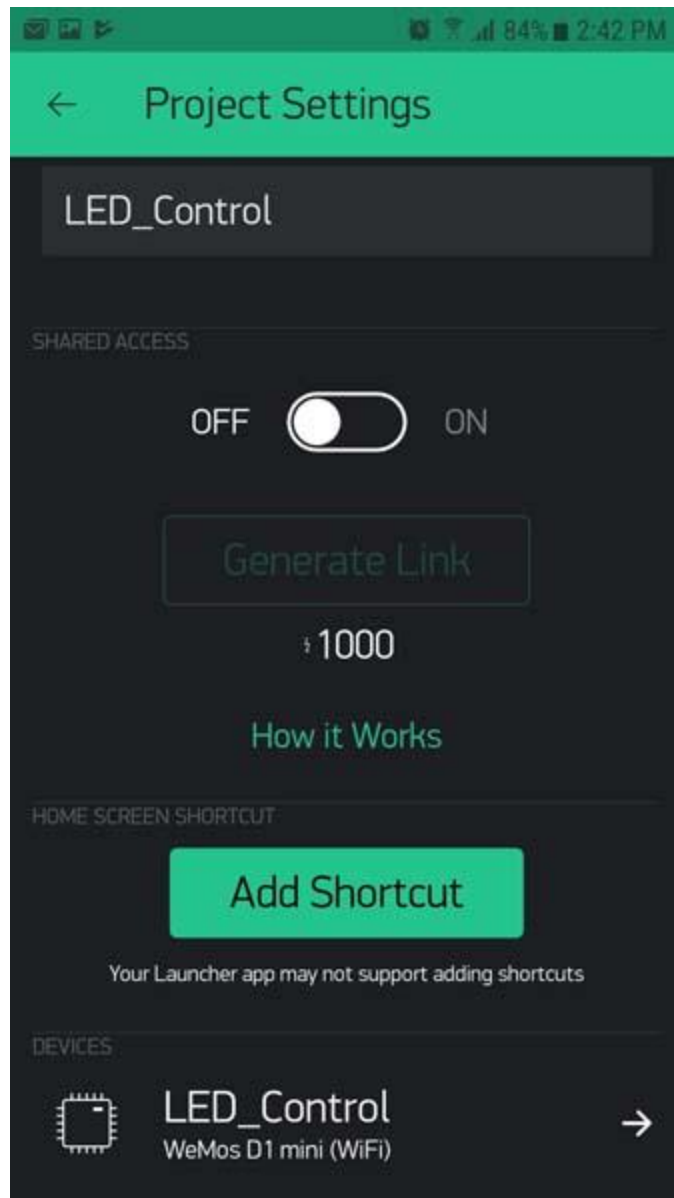 84% 2:42 PM
Project Settings
LED_Control
SHARED ACCESS
OFF ON
Generate Link
1000
How it Works
HOME SCREEN SHORTCUT
Add Shortcut
Your Launcher app may not support adding shortcuts
DEVICES
LED_Control
WeMos D1 mini (WiFi)